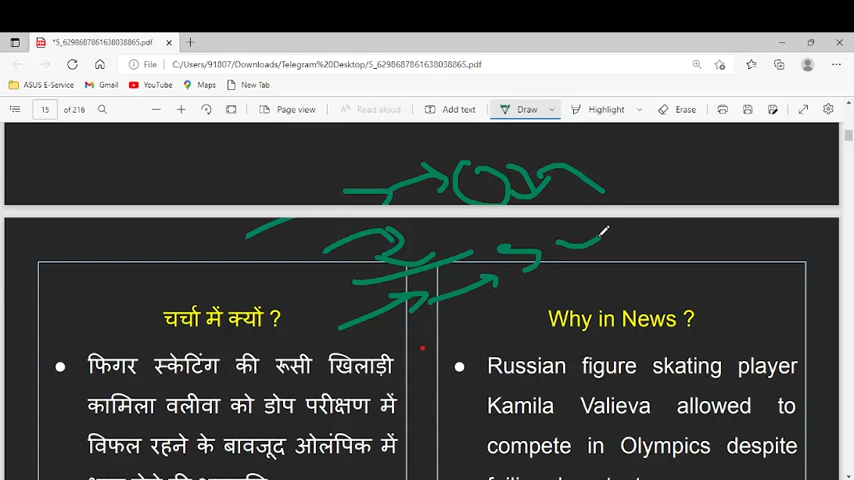 *5_6298687861638038865.pdf
File C:/Users/91807/Downloads/Telegram%20Desktop/5_6298687861638038865.pdf
ASUS E-Service Gmail YouTube Maps New Tab
15 of 216 Page view Read aloud Add text Draw Highlight Erase
चर्चा में क्यों ?
फिगर स्केटिंग की रूसी खिलाड़ी
कामिला वलीवा को डोप परीक्षण में
विफल रहने के बावजूद ओलंपिक में
Why in News ?
Russian figure skating player
Kamila Valieva allowed to
compete in Olympics despite